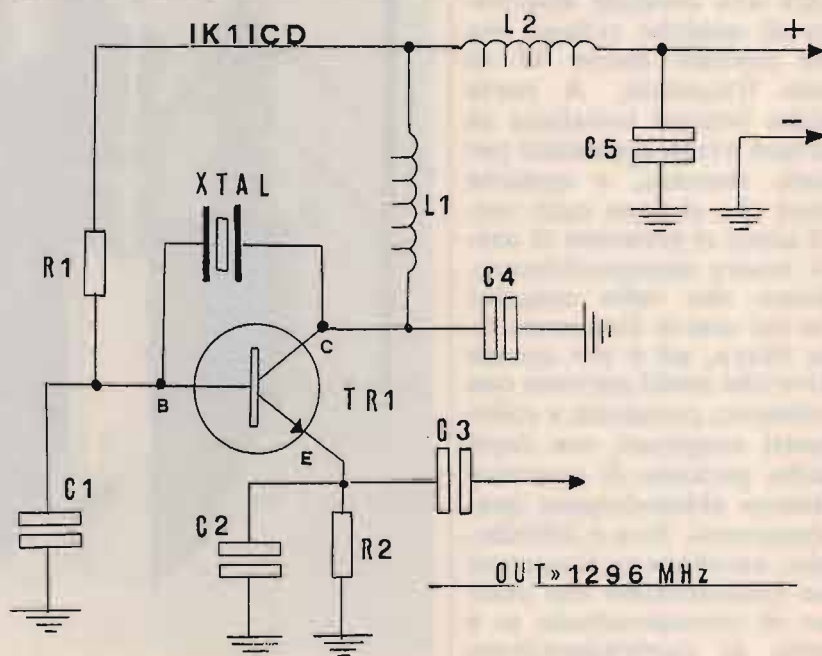 IK1ICD
L2
+
-
C5
XTAL
L1
R1
C4
C
B
TR1
E
C3
C1
C2
R2
OUT» 1296 MHz